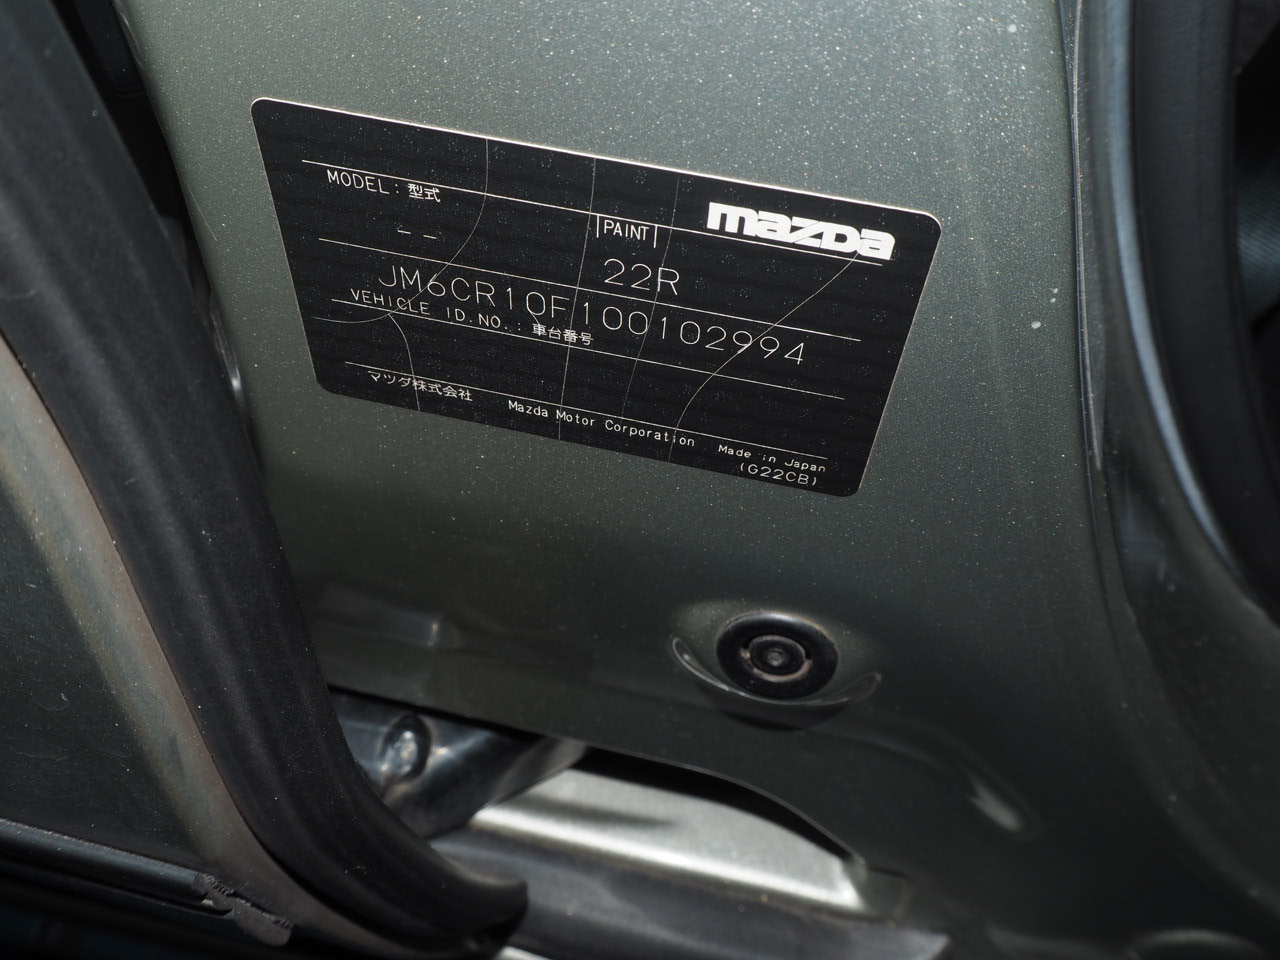 MODEL: 型式
PAINT
mazda
--
22R
JM6CR10F100102994
VEHICLE ID.NO.: 車台番号
マツダ株式会社
Mazda Motor Corporation
Made in Japan
(G22CB)